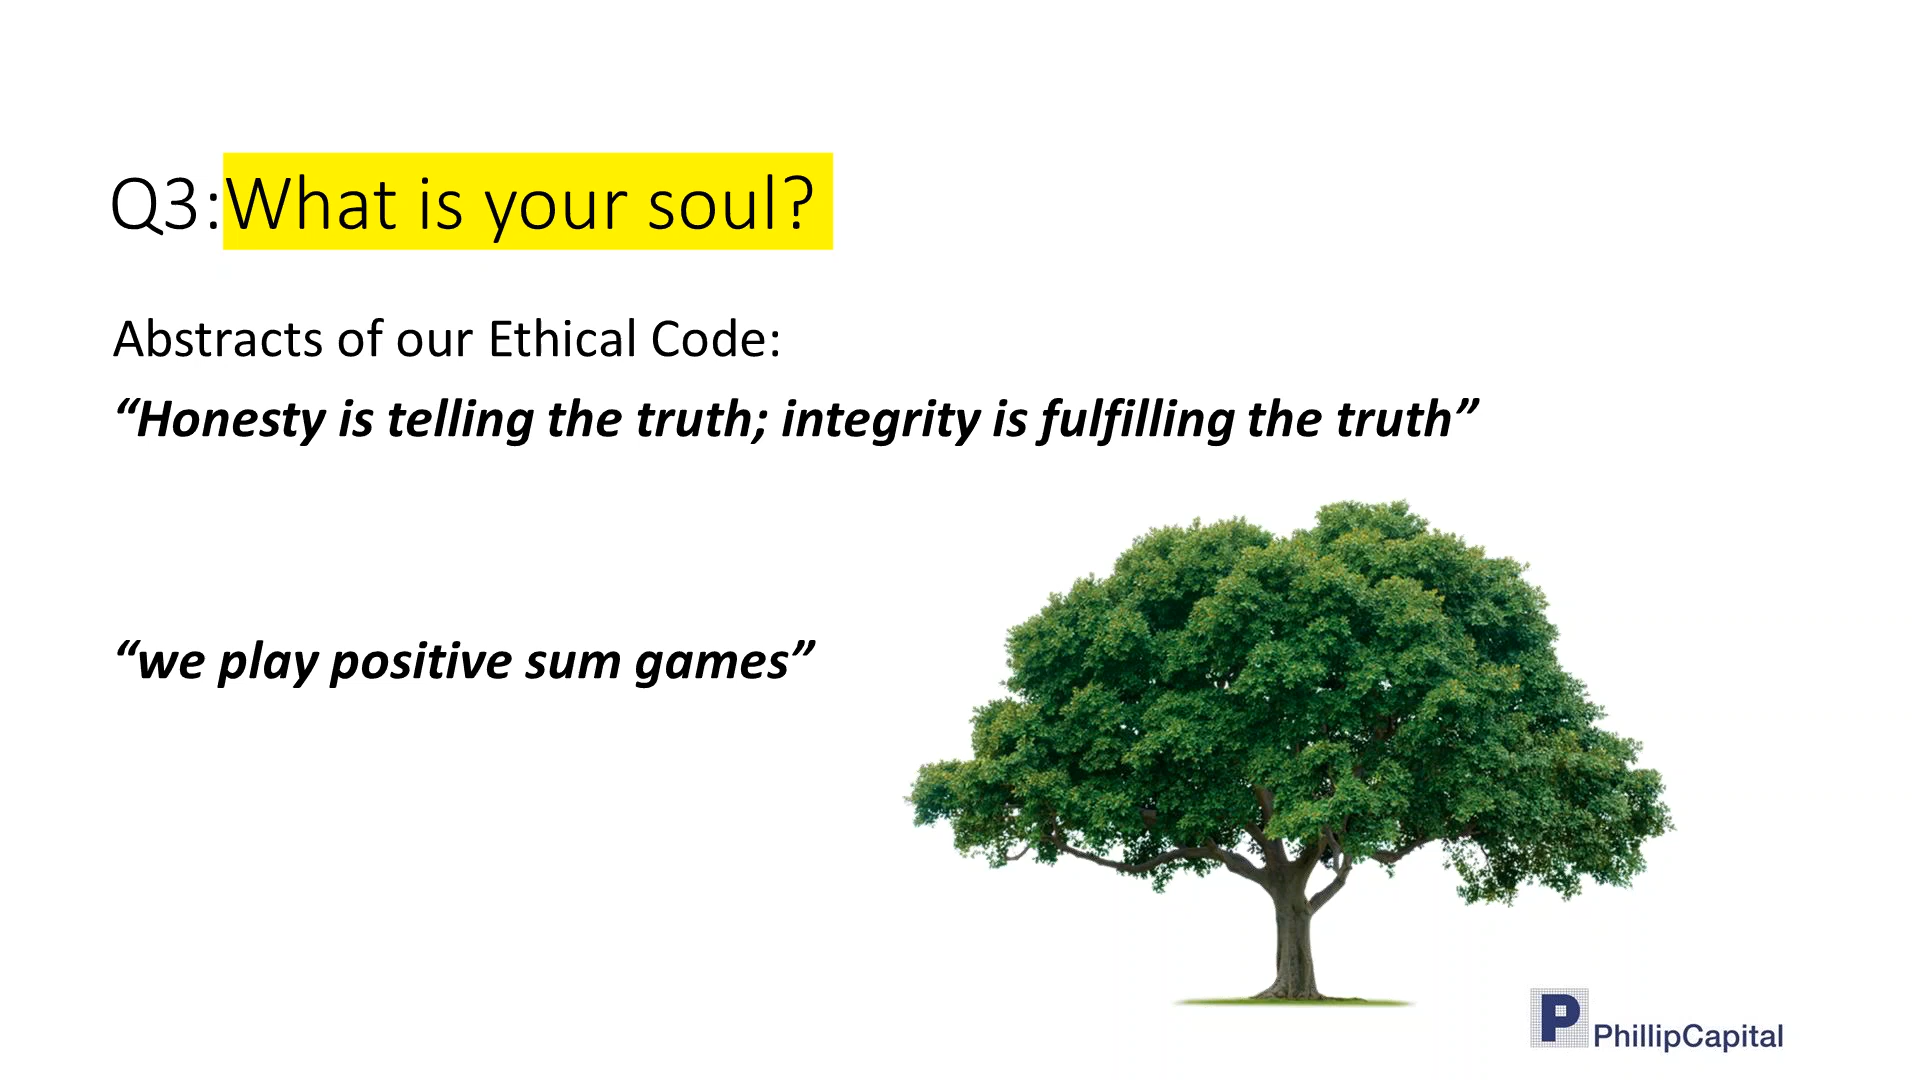 Q3:What is your soul?
Abstracts of our Ethical Code:
“Honesty is telling the truth; integrity is fulfilling the truth”
“we play positive sum games”
P PhillipCapital